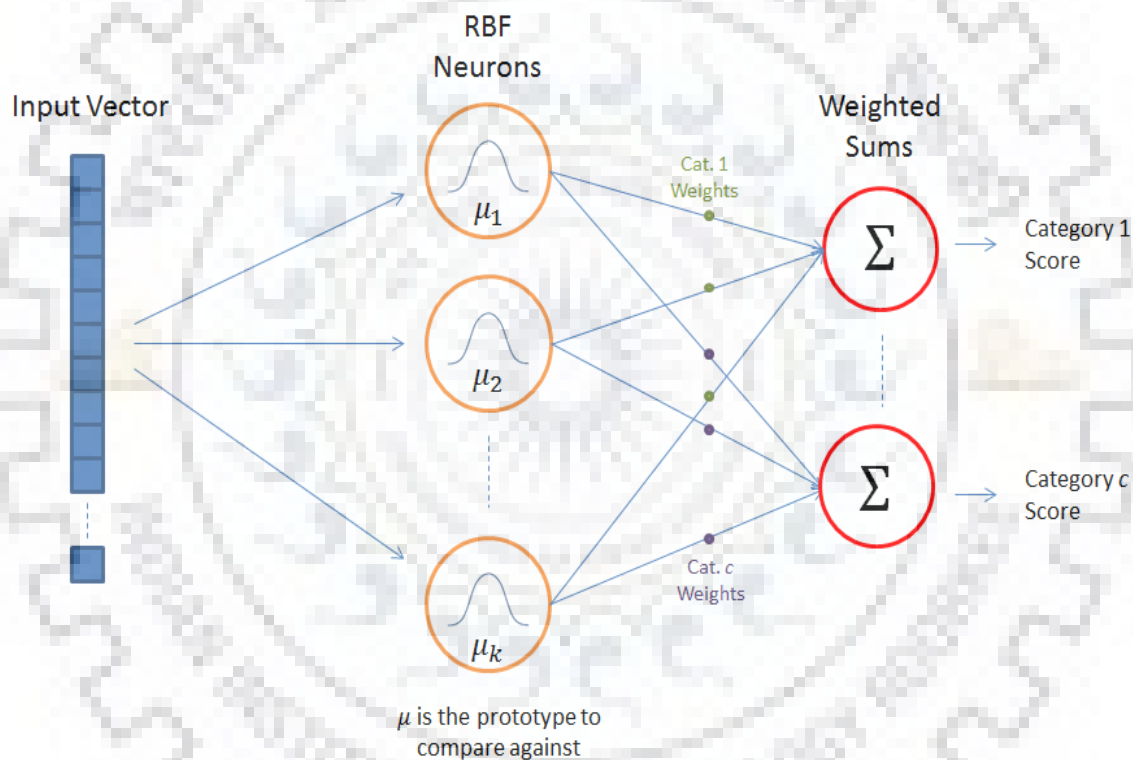 RBF
Neurons
Input Vector
Weighted
Sums
Cat. 1
Weights
μ₁
Σ
Category 1
Score
μ₂
Σ
Category c
Score
Cat. c
Weights
μₖ
μ is the prototype to
compare against